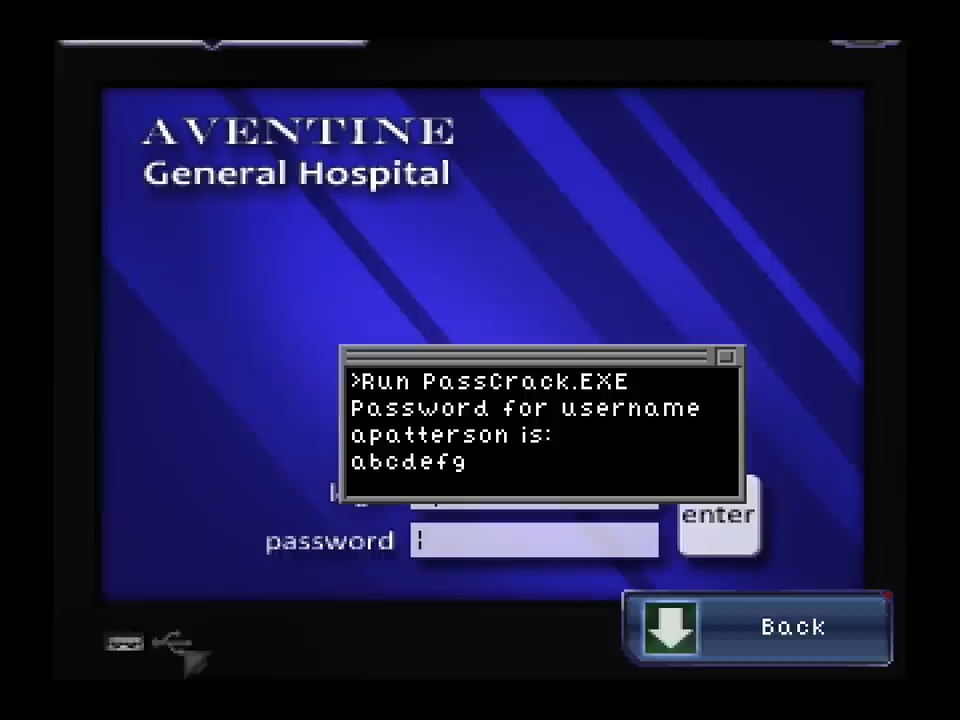 AVENTINE
General Hospital
>Run PassCrack.EXE
Password for username
apatterson is:
abcdefg
enter
password
Back